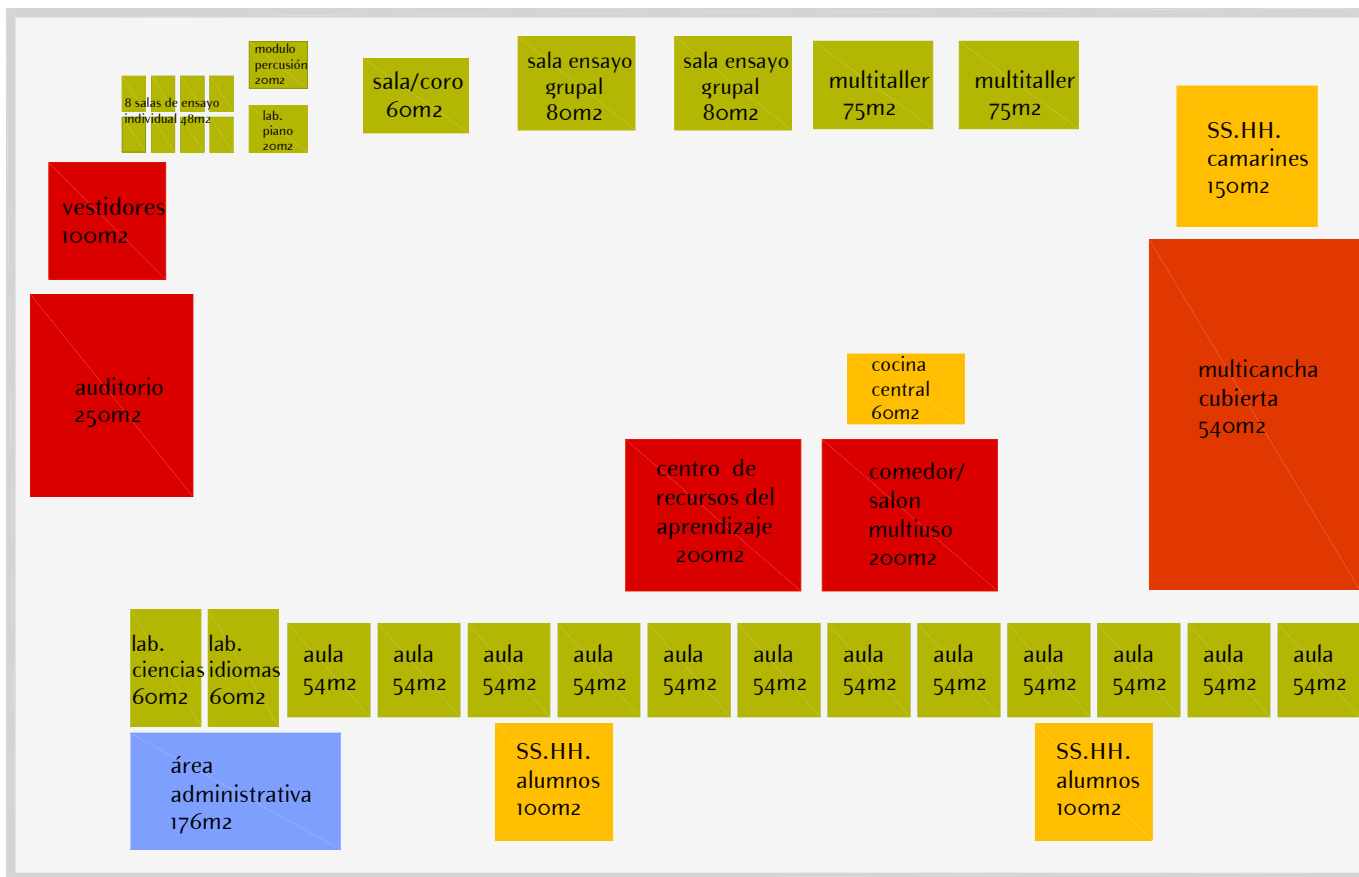 modulo
percusión
20m2
8 salas de ensayo
individual 48m2
lab.
piano
20m2
sala/coro
60m2
sala ensayo
grupal
80m2
sala ensayo
grupal
80m2
multitaller
75m2
multitaller
75m2
SS.HH.
camarines
150m2
vestidores
100m2
auditorio
250m2
cocina
central
60m2
multicancha
cubierta
540m2
centro de
recursos del
aprendizaje
200m2
comedor/
salon
multiuso
200m2
lab.
ciencias
60m2
lab.
idiomas
60m2
aula
54m2
aula
54m2
aula
54m2
aula
54m2
aula
54m2
aula
54m2
aula
54m2
aula
54m2
aula
54m2
aula
54m2
aula
54m2
aula
54m2
área
administrativa
176m2
SS.HH.
alumnos
100m2
SS.HH.
alumnos
100m2